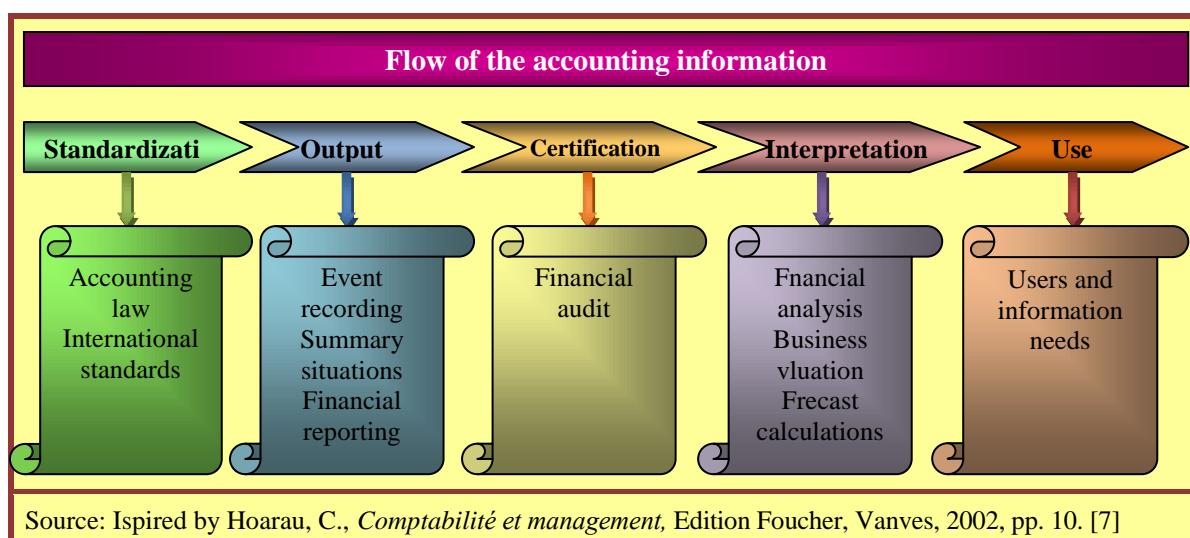 Flow of the accounting information
Standardizati
Output
Certification
Interpretation
Use
Accounting
law
International
standards
Event
recording
Summary
situations
Financial
reporting
Financial
audit
Fnancial
analysis
Business
vluation
Frecast
calculations
Users and
information
needs
Source: Ispired by Hoarau, C., Comptabilité et management, Edition Foucher, Vanves, 2002, pp. 10. [7]